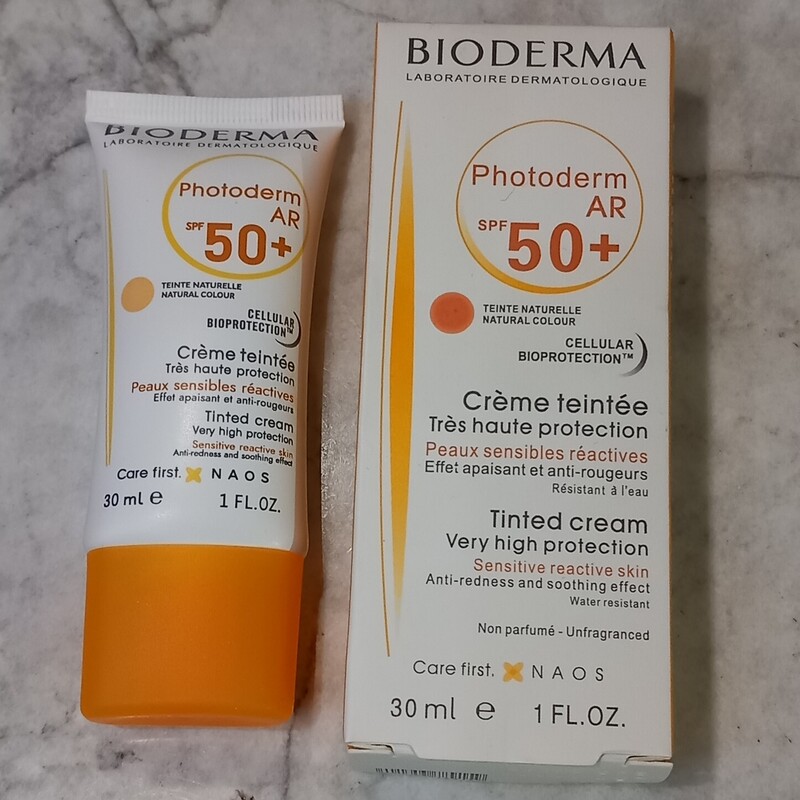 BIODERMA
LABORATOIRE DERMATOLOGIQUE
Photoderm
AR
SPF 50+
TEINTE NATURELLE
NATURAL COLOUR
CELLULAR
BIOPROTECTION™
Crème teintée
Très haute protection
Peaux sensibles réactives
Effet apaisant et anti-rougeurs
Tinted cream
Very high protection
Sensitive reactive skin
Anti-redness and soothing effect
Care first. NAOS
30 ml e 1 FL.OZ.
BIODERMA
LABORATOIRE DERMATOLOGIQUE
Photoderm
AR
SPF 50+
TEINTE NATURELLE
NATURAL COLOUR
CELLULAR
BIOPROTECTION™
Crème teintée
Très haute protection
Peaux sensibles réactives
Effet apaisant et anti-rougeurs
Résistant à l'eau
Tinted cream
Very high protection
Sensitive reactive skin
Anti-redness and soothing effect
Water resistant
Non parfumé - Unfragranced
Care first. NAOS
30 ml e 1 FL.OZ.